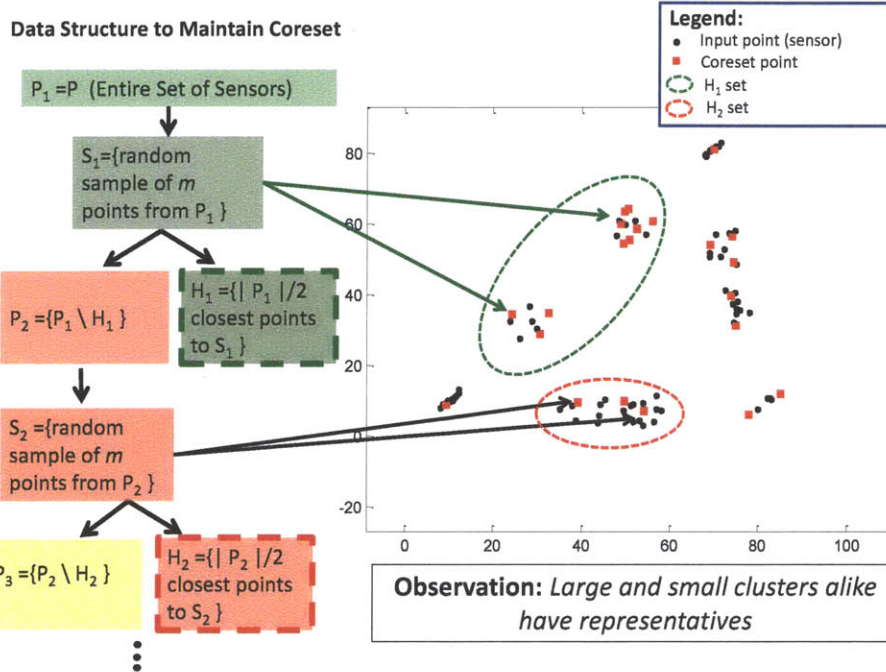 Data Structure to Maintain Coreset
P₁ =P (Entire Set of Sensors)
S₁={random
sample of m
points from P₁ }
P₂ ={P₁ \ H₁ }
H₁ ={| P₁ |/2
closest points
to S₁ }
S₂ ={random
sample of m
points from P₂ }
P₃ ={P₂ \ H₂ }
H₂ ={| P₂ |/2
closest points
to S₂ }
Legend:
Input point (sensor)
Coreset point
H₁ set
H₂ set
80
60
40
20
0
-20
0
20
40
60
80
100
Observation: Large and small clusters alike
have representatives